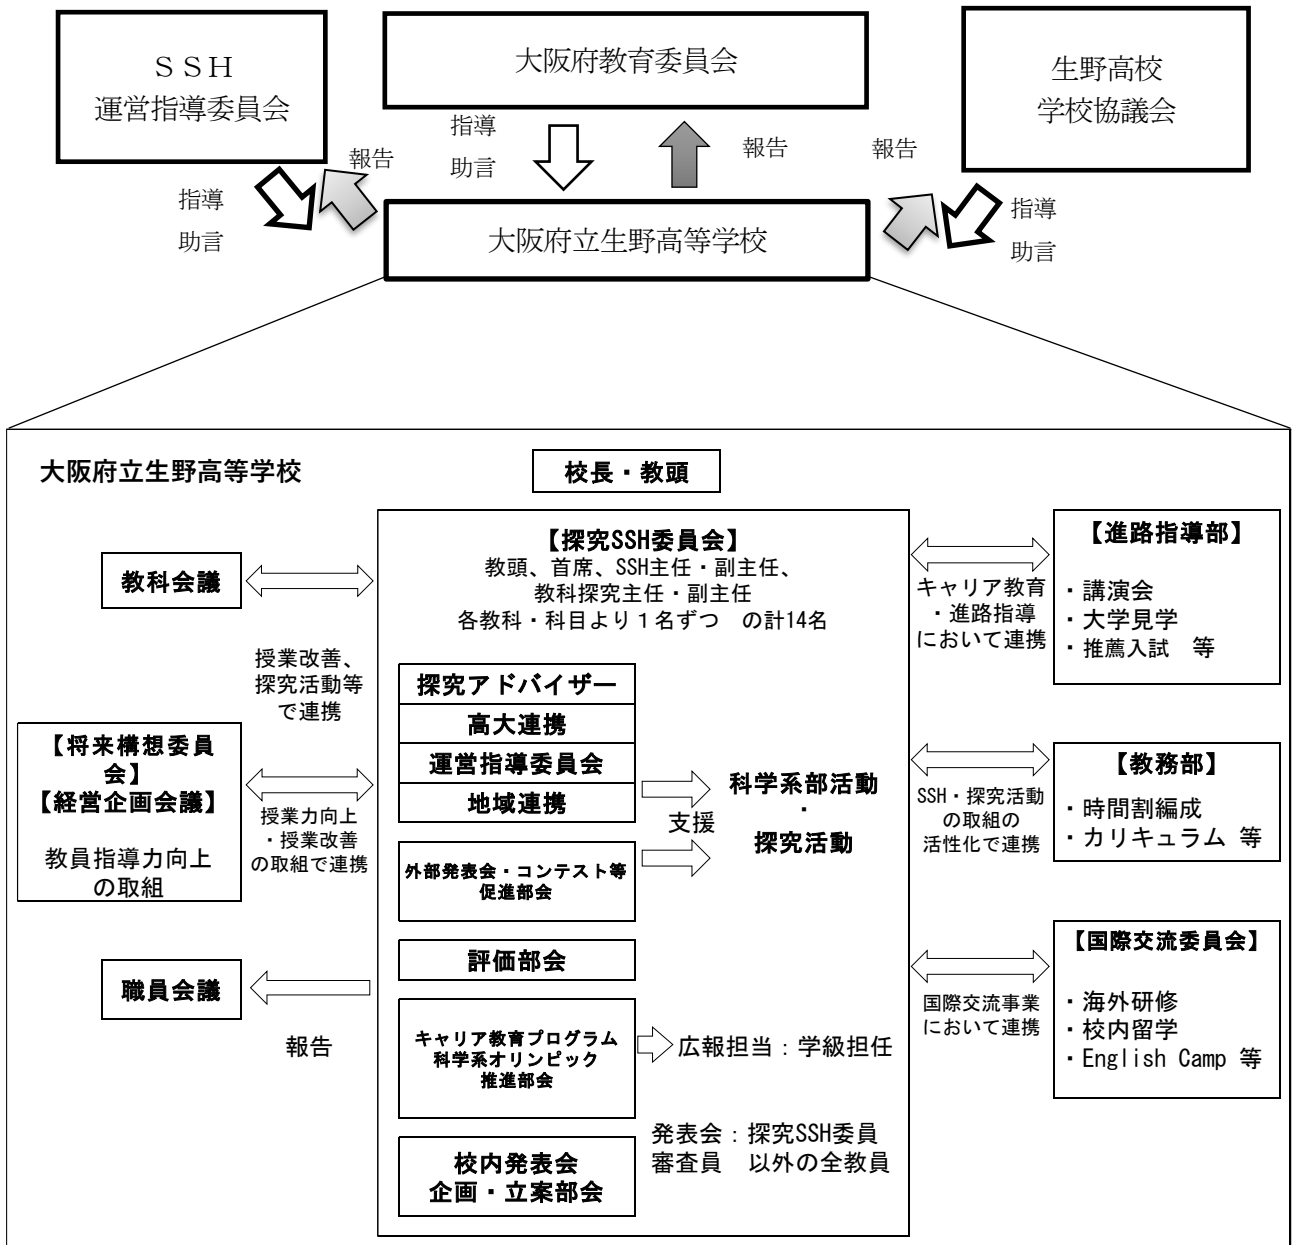 ＳＳＨ
運営指導委員会
大阪府教育委員会
生野高校
学校協議会
指導
助言
報告
指導
助言
報告
報告
指導
助言
大阪府立生野高等学校
大阪府立生野高等学校
校長・教頭
【探究SSH委員会】
教頭、首席、SSH主任・副主任、
教科探究主任・副主任
各教科・科目より１名ずつ　の計14名
教科会議
授業改善、
探究活動等
で連携
【将来構想委員
会】
【経営企画会議】
教員指導力向上
の取組
授業力向上
・授業改善
の取組で連携
職員会議
報告
探究アドバイザー
高大連携
運営指導委員会
地域連携
外部発表会・コンテスト等
促進部会
支援
科学系部活動
・
探究活動
評価部会
キャリア教育プログラム
科学系オリンピック
推進部会
広報担当：学級担任
校内発表会
企画・立案部会
発表会：探究SSH委員
審査員　以外の全教員
キャリア教育
・進路指導
において連携
【進路指導部】
・講演会
・大学見学
・推薦入試　等
SSH・探究活動
の取組の
活性化で連携
【教務部】
・時間割編成
・カリキュラム 等
国際交流事業
において連携
【国際交流委員会】
・海外研修
・校内留学
・English Camp 等